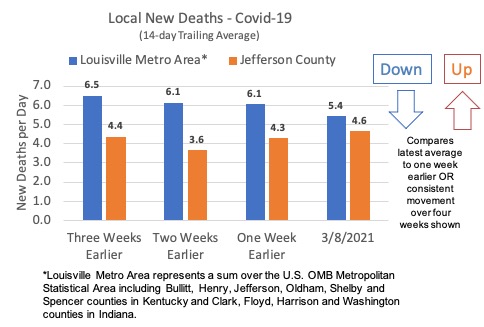 Local New Deaths - Covid-19
(14-day Trailing Average)
Louisville Metro Area* Jefferson County
Down Up
7.0
6.0
5.0
4.0
3.0
2.0
1.0
0.0
New Deaths per Day
6.5
4.4
6.1
3.6
6.1
4.3
5.4
4.6
Three Weeks
Earlier
Two Weeks
Earlier
One Week
Earlier
3/8/2021
Compares
latest average
to one week
earlier OR
consistent
movement
over four
weeks shown
*Louisville Metro Area represents a sum over the U.S. OMB Metropolitan
Statistical Area including Bullitt, Henry, Jefferson, Oldham, Shelby and
Spencer counties in Kentucky and Clark, Floyd, Harrison and Washington
counties in Indiana.